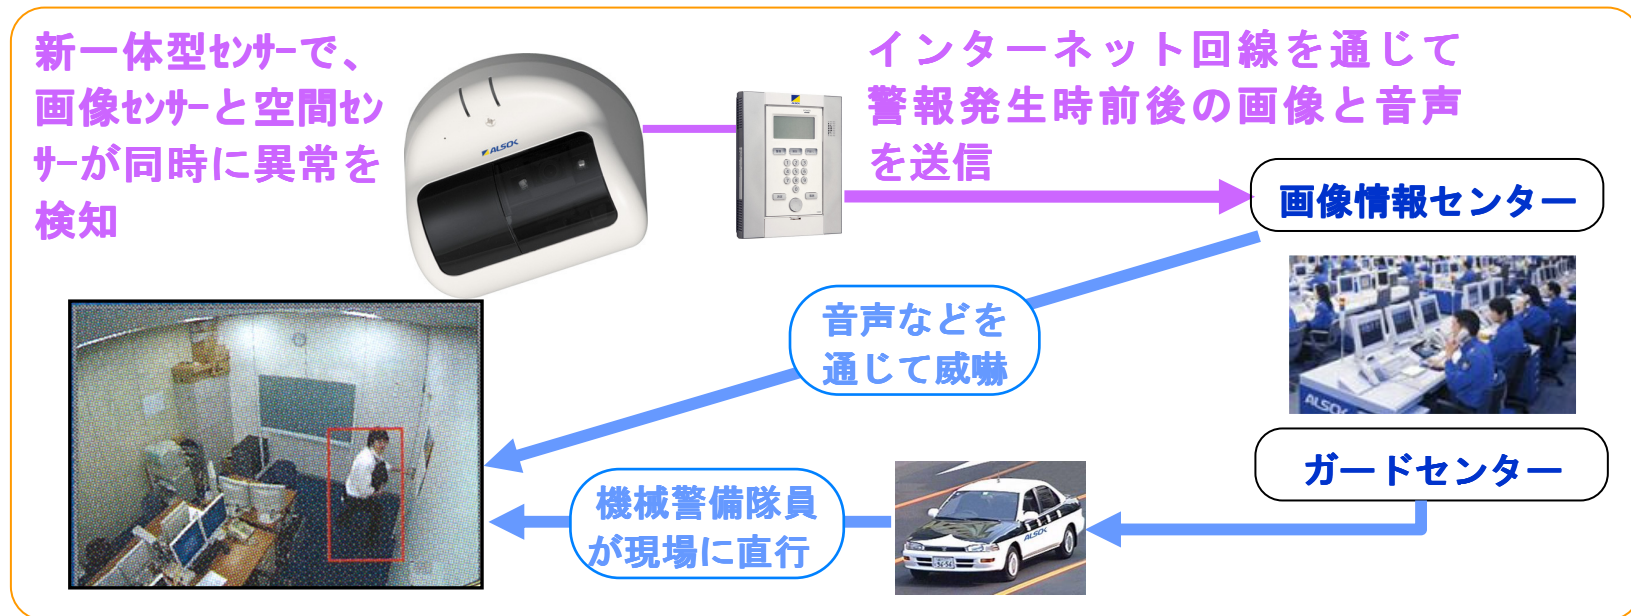 新一体型ｾﾝｻｰで、
画像ｾﾝｻｰと空間ｾﾝ
ｻｰが同時に異常を
検知
ALSOK
インターネット回線を通じて
警報発生時前後の画像と音声
を送信
画像情報センター
音声などを
通じて威嚇
ALSOK
ガードセンター
機械警備隊員
が現場に直行
ALSOK